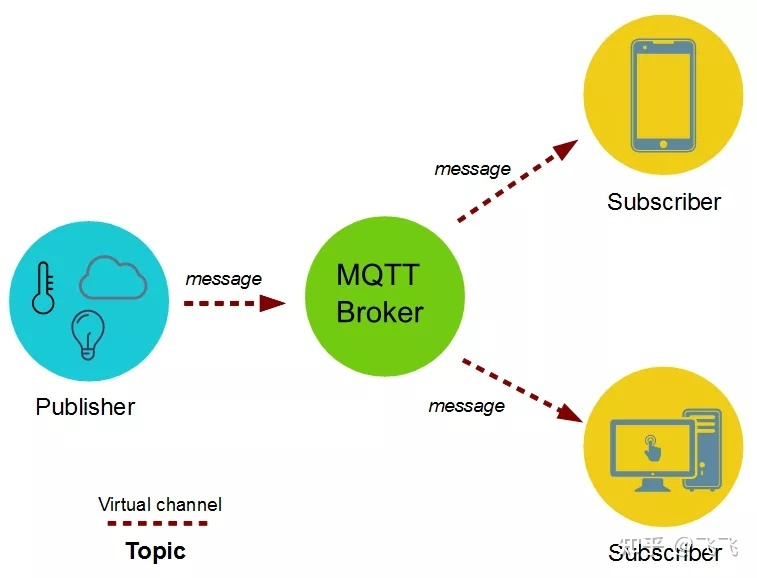 message
Subscriber
message
MQTT
Broker
Publisher
message
Virtual channel
Topic
Subscriber
知乎 @飞飞